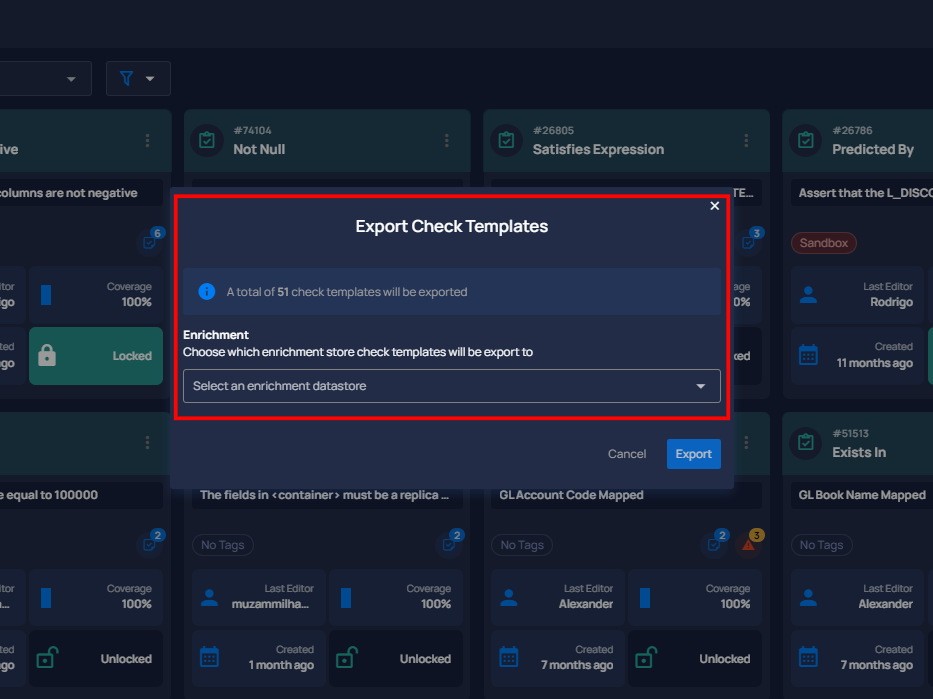 ive
#74104
Not Null
#26805
Satisfies Expression
#26786
Predicted By
columns are not negative
TE...
Assert that the L_DISCO
6
3
Sandbox
Export Check Templates
A total of 51 check templates will be exported
Enrichment
Choose which enrichment store check templates will be export to
Select an enrichment datastore
Cancel
Export
itor
igo
Coverage
100%
age
0%
Last Editor
Rodrigo
ted
ago
Locked
ked
Created
11 months ago
#51513
Exists In
e equal to 100000
The fields in <container> must be a replica ...
GL Account Code Mapped
GL Book Name Mapped
2
No Tags
2
No Tags
2
3
No Tags
itor
a...
Coverage
100%
Last Editor
muzammilha...
Coverage
100%
Last Editor
Alexander
Coverage
100%
Last Editor
Alexander
ted
ago
Unlocked
Created
1 month ago
Unlocked
Created
7 months ago
Unlocked
Created
7 months ago